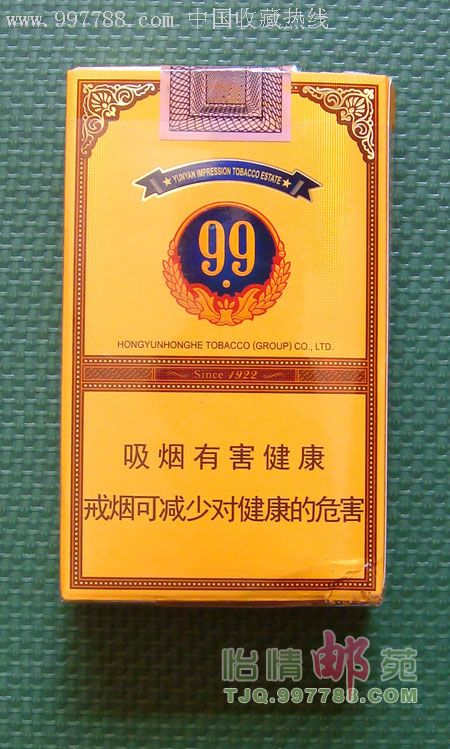 www.997788.com 中国收藏热线
YUNYAN IMPRESSION TOBACCO ESTATE
99
HONGYUNHONGHE TOBACCO (GROUP) CO., LTD.
Since 1922
吸烟有害健康
戒烟可减少对健康的危害
怡情邮苑
TJQ.997788.COM